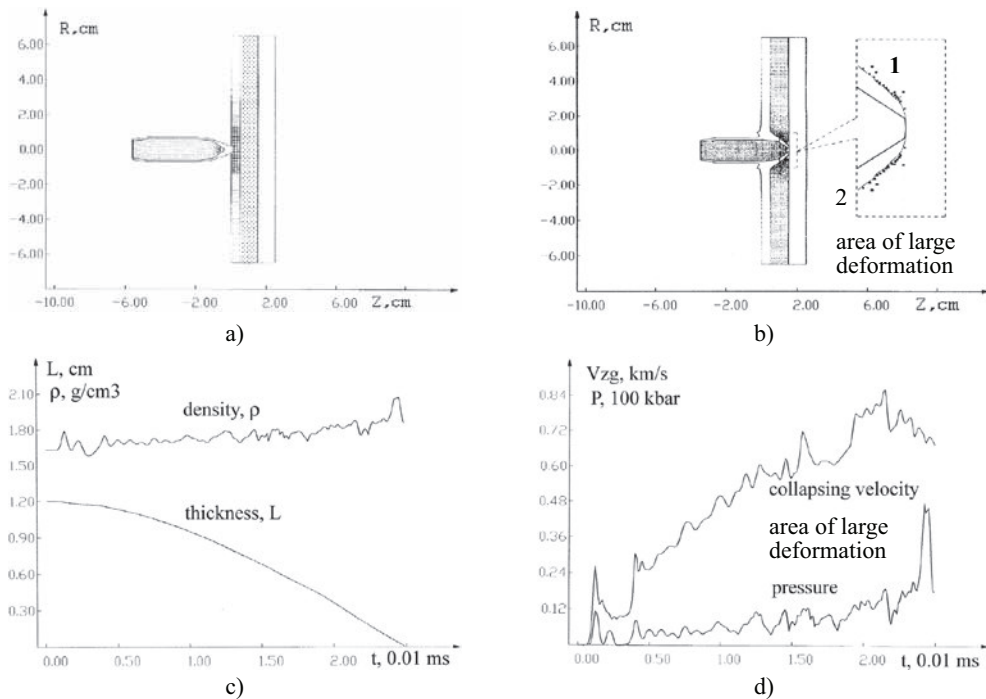 R,cm
6.00
4.00
2.00
0.00
-2.00
-4.00
-6.00
-10.00 -6.00 -2.00 2.00 6.00 Z,cm
a)
R,cm
6.00
4.00
2.00
0.00
-2.00
-4.00
-6.00
-10.00 -6.00 -2.00 2.00 6.00 Z,cm
1
2
area of large
deformation
b)
L, cm
ρ, g/cm3
2.10
1.80
1.50
1.20
0.90
0.60
0.30
density, ρ
thickness, L
0.00 0.50 1.00 1.50 2.00 t, 0.01 ms
c)
Vzg, km/s
P, 100 kbar
0.84
0.72
0.60
0.48
0.36
0.24
0.12
collapsing velocity
area of large
deformation
pressure
0.00 0.50 1.00 1.50 2.00 t, 0.01 ms
d)